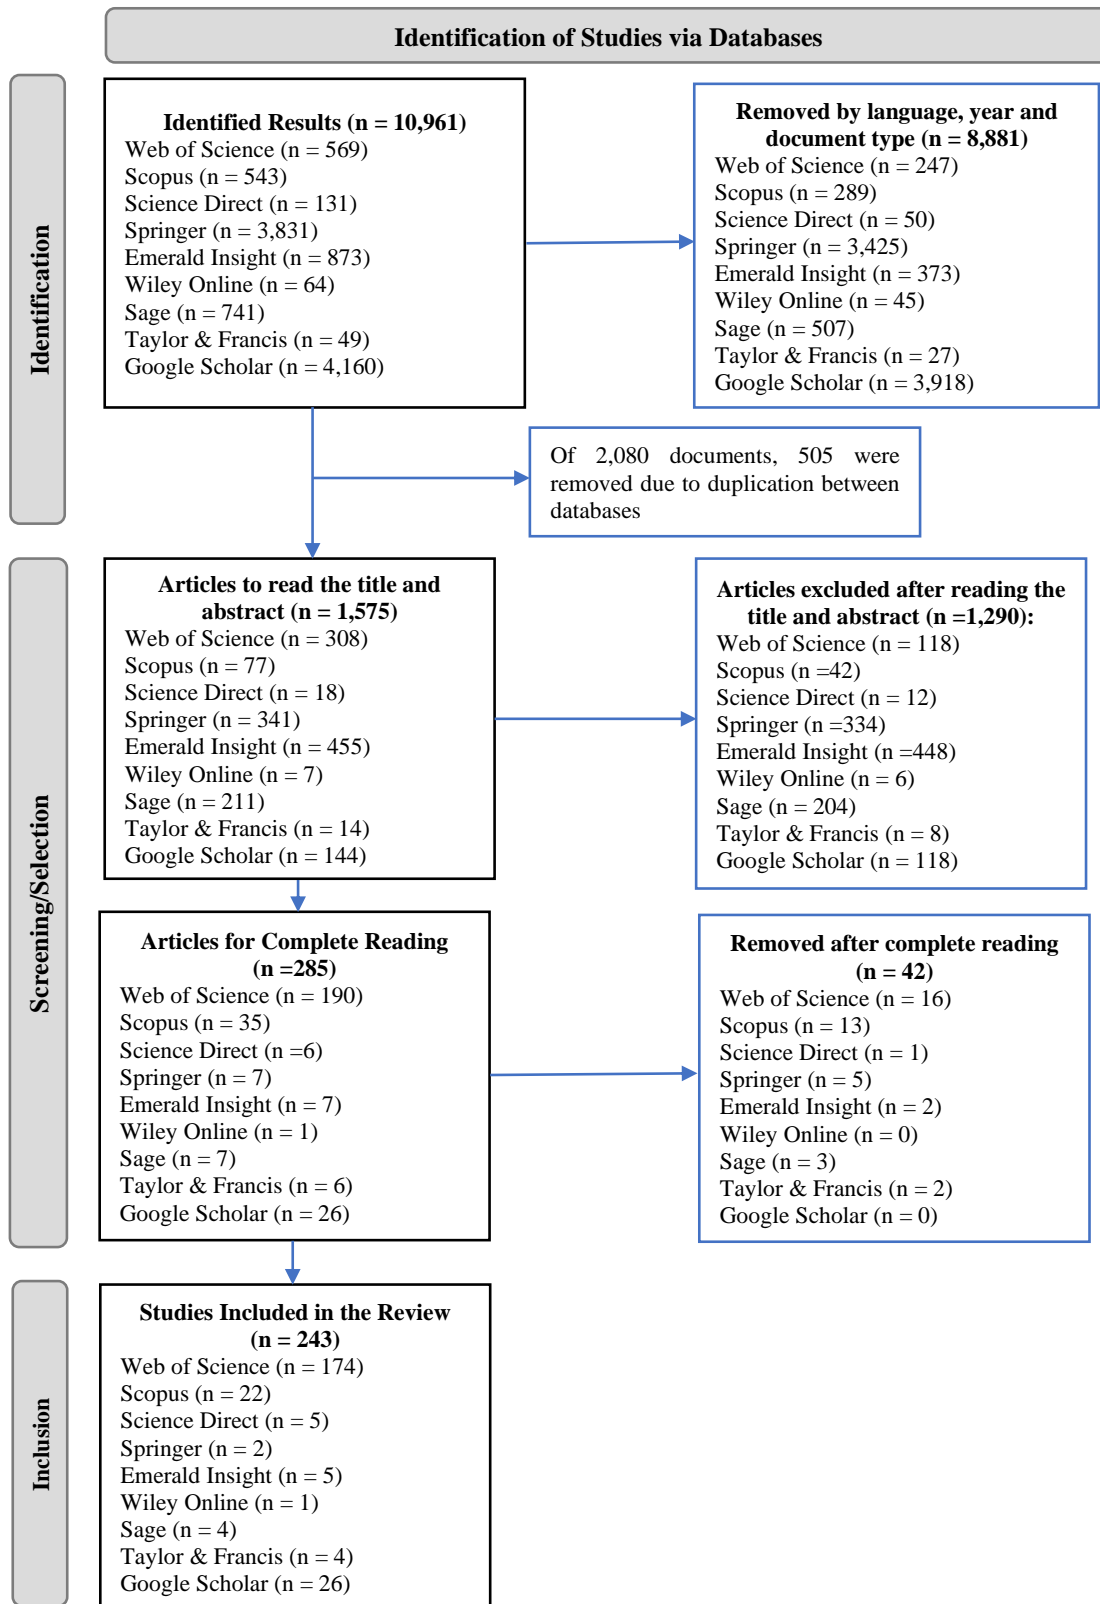 Identification of Studies via Databases
Identification
Identified Results (n = 10,961)
Web of Science (n = 569)
Scopus (n = 543)
Science Direct (n = 131)
Springer (n = 3,831)
Emerald Insight (n = 873)
Wiley Online (n = 64)
Sage (n = 741)
Taylor & Francis (n = 49)
Google Scholar (n = 4,160)
Removed by language, year and
document type (n = 8,881)
Web of Science (n = 247)
Scopus (n = 289)
Science Direct (n = 50)
Springer (n = 3,425)
Emerald Insight (n = 373)
Wiley Online (n = 45)
Sage (n = 507)
Taylor & Francis (n = 27)
Google Scholar (n = 3,918)
Of 2,080 documents, 505 were
removed due to duplication between
databases
Screening/Selection
Articles to read the title and
abstract (n = 1,575)
Web of Science (n = 308)
Scopus (n = 77)
Science Direct (n = 18)
Springer (n = 341)
Emerald Insight (n = 455)
Wiley Online (n = 7)
Sage (n = 211)
Taylor & Francis (n = 14)
Google Scholar (n = 144)
Articles excluded after reading the
title and abstract (n =1,290):
Web of Science (n = 118)
Scopus (n =42)
Science Direct (n = 12)
Springer (n =334)
Emerald Insight (n =448)
Wiley Online (n = 6)
Sage (n = 204)
Taylor & Francis (n = 8)
Google Scholar (n = 118)
Articles for Complete Reading
(n =285)
Web of Science (n = 190)
Scopus (n = 35)
Science Direct (n =6)
Springer (n = 7)
Emerald Insight (n = 7)
Wiley Online (n = 1)
Sage (n = 7)
Taylor & Francis (n = 6)
Google Scholar (n = 26)
Removed after complete reading
(n = 42)
Web of Science (n = 16)
Scopus (n = 13)
Science Direct (n = 1)
Springer (n = 5)
Emerald Insight (n = 2)
Wiley Online (n = 0)
Sage (n = 3)
Taylor & Francis (n = 2)
Google Scholar (n = 0)
Inclusion
Studies Included in the Review
(n = 243)
Web of Science (n = 174)
Scopus (n = 22)
Science Direct (n = 5)
Springer (n = 2)
Emerald Insight (n = 5)
Wiley Online (n = 1)
Sage (n = 4)
Taylor & Francis (n = 4)
Google Scholar (n = 26)